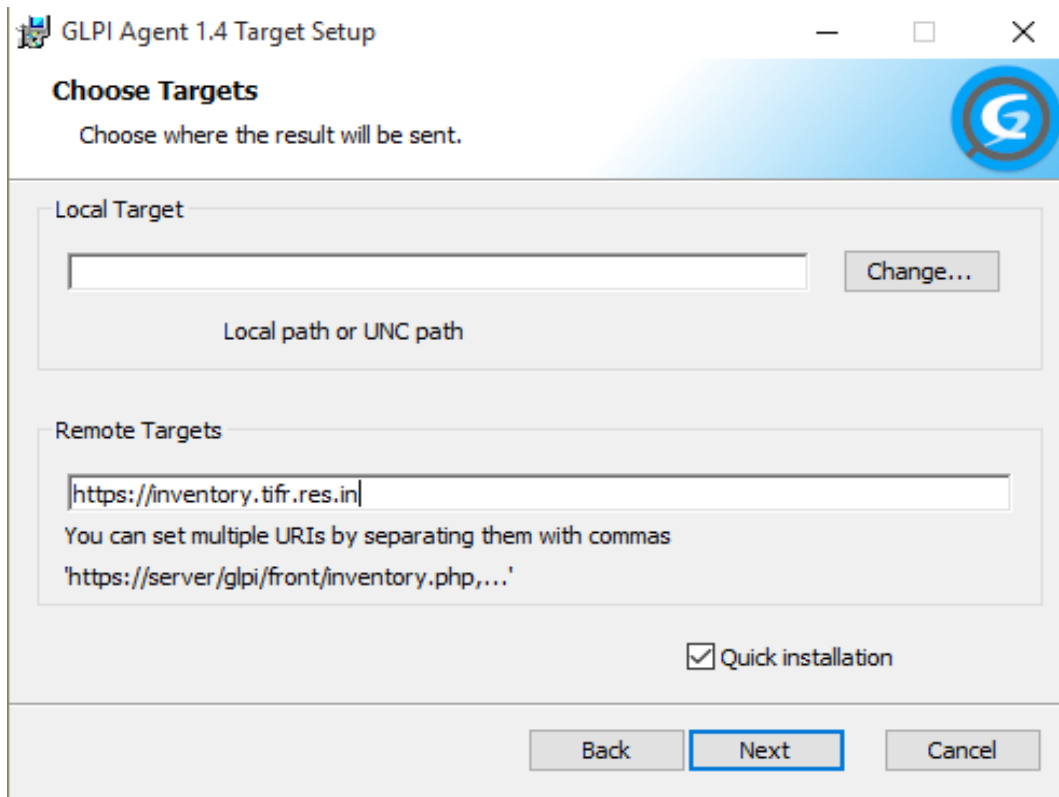 GLPI Agent 1.4 Target Setup
Choose Targets
Choose where the result will be sent.
Local Target
Change...
Local path or UNC path
Remote Targets
https://inventory.tifr.res.in
You can set multiple URIs by separating them with commas
'https://server/glpi/front/inventory.php,...'
Quick installation
Back Next Cancel